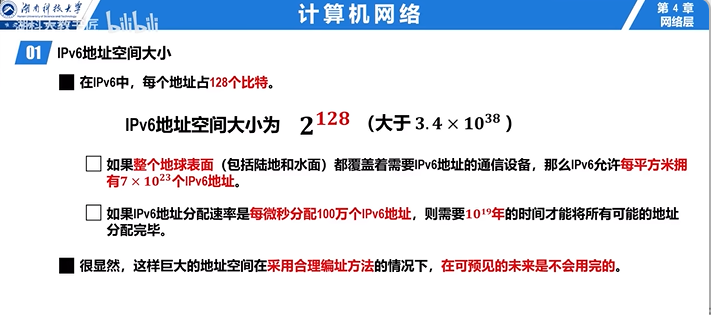 湖南科技大学
计算机网络
第 4 章
网络层
湖科大教书匠 bilibili
01 IPv6地址空间大小
在IPv6中，每个地址占128个比特。
IPv6地址空间大小为 2^128 （大于 3.4 × 10^38 ）
如果整个地球表面（包括陆地和水面）都覆盖着需要IPv6地址的通信设备，那么IPv6允许每平方米拥
有7 × 10^23个IPv6地址。
如果IPv6地址分配速率是每微秒分配100万个IPv6地址，则需要10^19年的时间才能将所有可能的地址
分配完毕。
很显然，这样巨大的地址空间在采用合理编址方法的情况下，在可预见的未来是不会用完的。